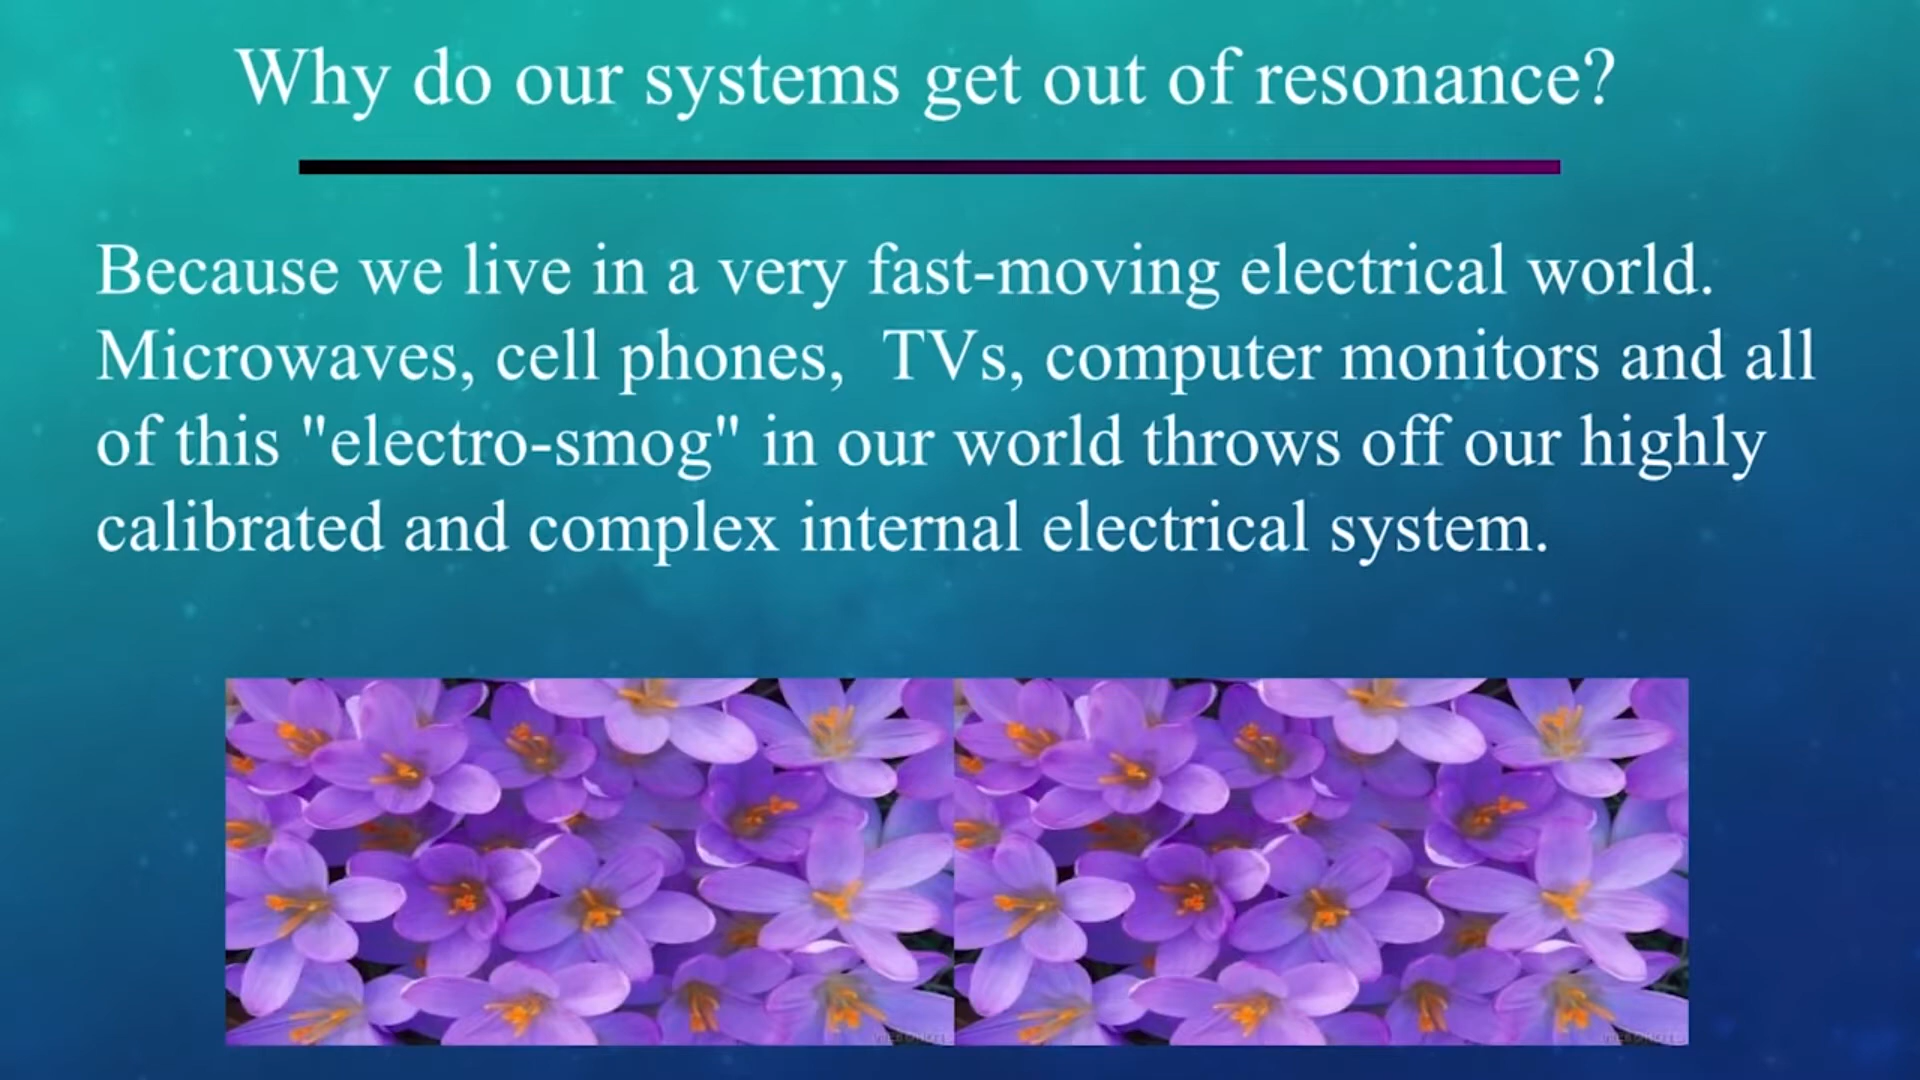 Why do our systems get out of resonance?
Because we live in a very fast-moving electrical world.
Microwaves, cell phones,  TVs, computer monitors and all
of this "electro-smog" in our world throws off our highly
calibrated and complex internal electrical system.